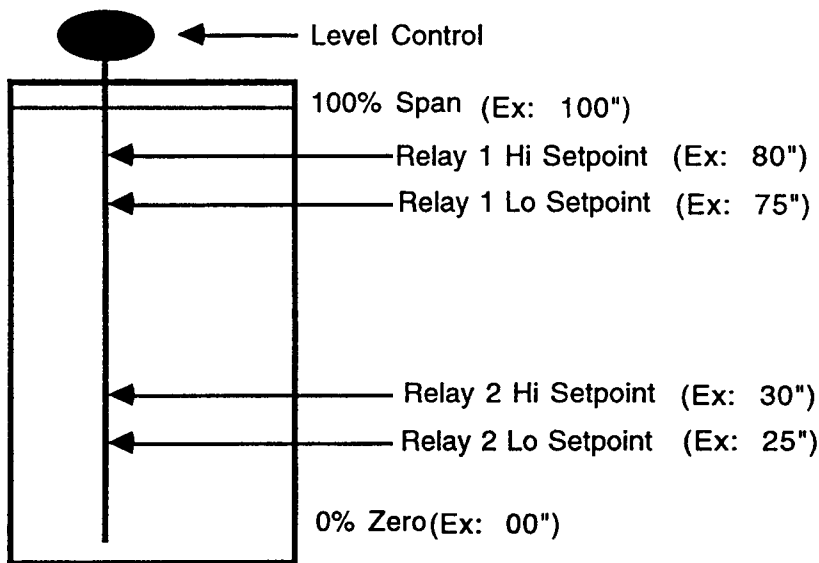 Level Control
100% Span (Ex: 100")
Relay 1 Hi Setpoint (Ex: 80")
Relay 1 Lo Setpoint (Ex: 75")
Relay 2 Hi Setpoint (Ex: 30")
Relay 2 Lo Setpoint (Ex: 25")
0% Zero(Ex: 00")